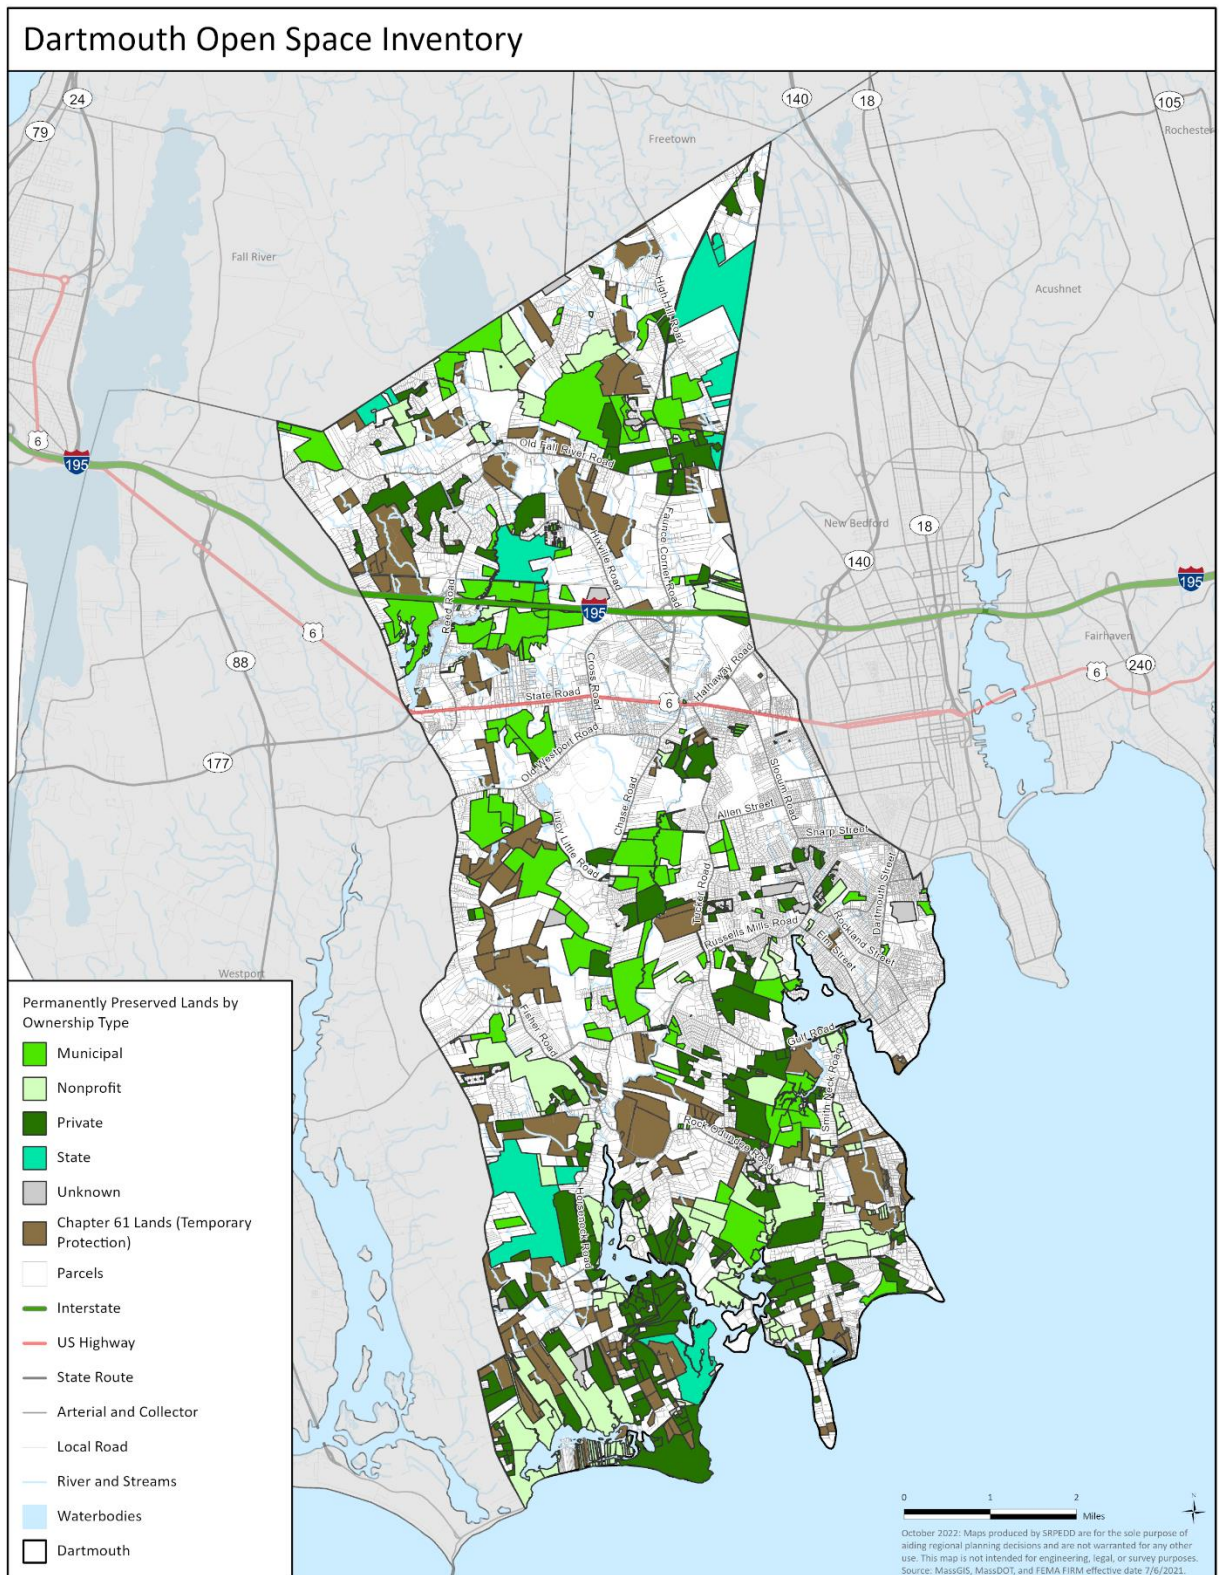 Dartmouth Open Space Inventory
24
79
140
18
105
Rochester
Freetown
Fall River
Acushnet
High Hill Road
6
195
Old Fall River Road
New Bedford
18
140
Faunce Corner Road
Hixville Road
Reed Road
195
195
6
88
Fairhaven
6
240
Cross Road
Hathaway Road
State Road
6
177
Old Westport Road
Slocum Road
Chase Road
Allen Street
Sharp Street
Lucy Little Road
Dartmouth Street
Tucker Road
Rockland Street
Russells Mills Road
Elm Street
Westport
Fisher Road
Gulf Road
Smith Neck Road
Rock Odundee Road
Horseneck Road
Permanently Preserved Lands by
Ownership Type
Municipal
Nonprofit
Private
State
Unknown
Chapter 61 Lands (Temporary
Protection)
Parcels
Interstate
US Highway
State Route
Arterial and Collector
Local Road
River and Streams
Waterbodies
Dartmouth
0 1 2
Miles
N
October 2022: Maps produced by SRPEDD are for the sole purpose of
aiding regional planning decisions and are not warranted for any other
use. This map is not intended for engineering, legal, or survey purposes.
Source: MassGIS, MassDOT, and FEMA FIRM effective date 7/6/2021.